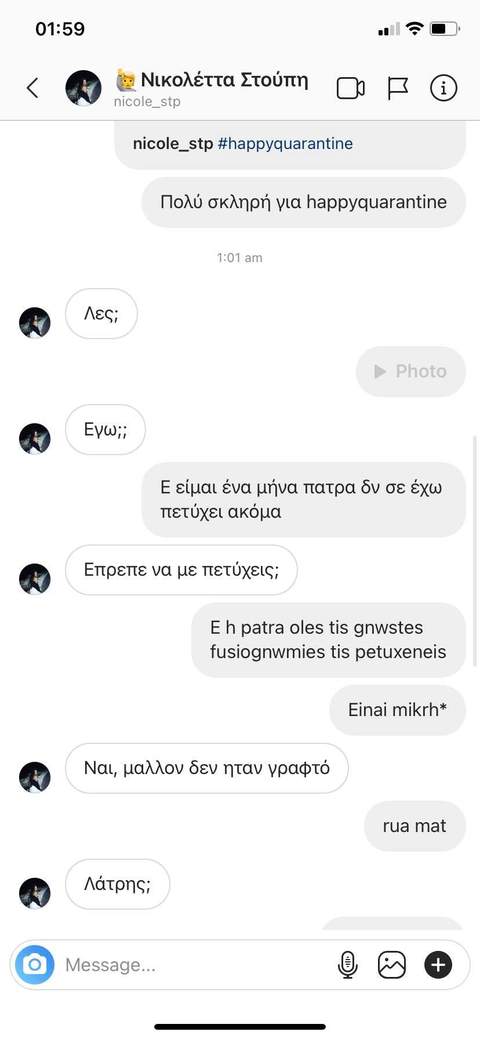 01:59
Νικολέττα Στούπη
nicole_stp
nicole_stp #happyquarantine
Πολύ σκληρή για happyquarantine
1:01 am
Λες;
Photo
Εγω;;
Ε είμαι ένα μήνα πατρα δν σε έχω
πετύχει ακόμα
Επρεπε να με πετύχεις;
E h patra oles tis gnwstes
fusiognwmies tis petuxeneis
Einai mikrh*
Ναι, μαλλον δεν ηταν γραφτό
rua mat
Λάτρης;
Message...